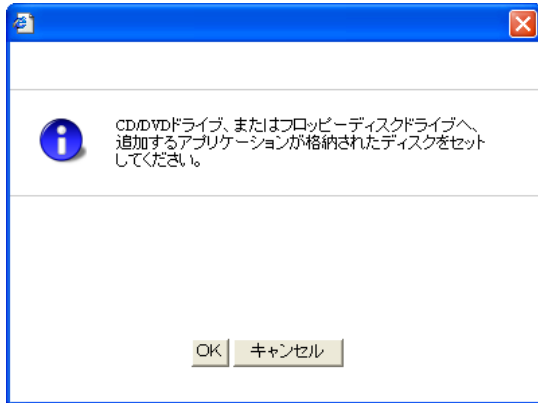 CD/DVDドライブ、またはフロッピーディスクドライブへ、
追加するアプリケーションが格納されたディスクをセット
してください。
OK キャンセル